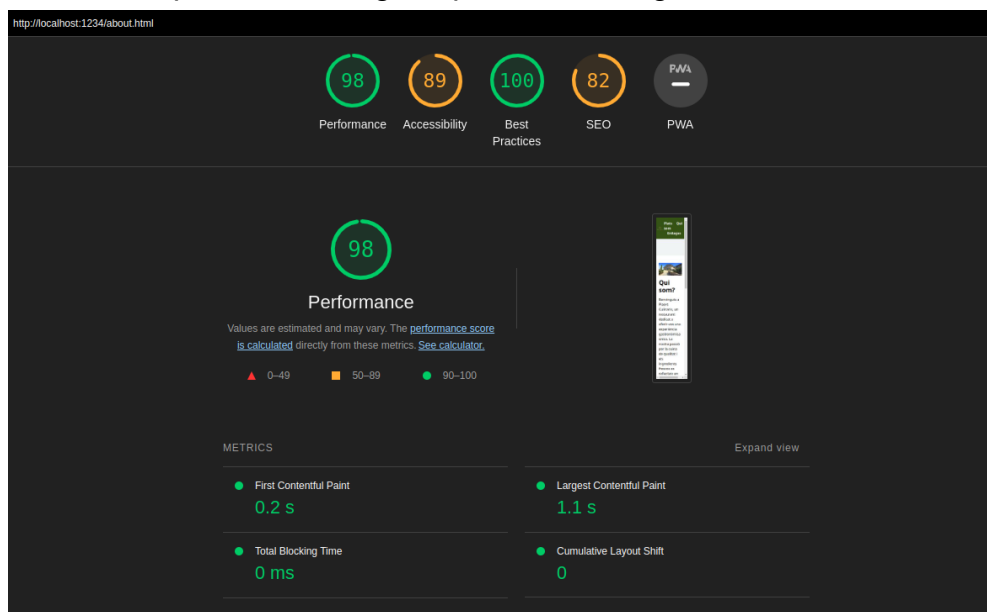 http://localhost:1234/about.html
98
89
100
82
PWA
Performance
Accessibility
Best
Practices
SEO
PWA
98
Performance
Values are estimated and may vary. The performance score
is calculated directly from these metrics. See calculator.
0–49
50–89
90–100
Qui
som?
METRICS
Expand view
First Contentful Paint
0.2 s
Largest Contentful Paint
1.1 s
Total Blocking Time
0 ms
Cumulative Layout Shift
0